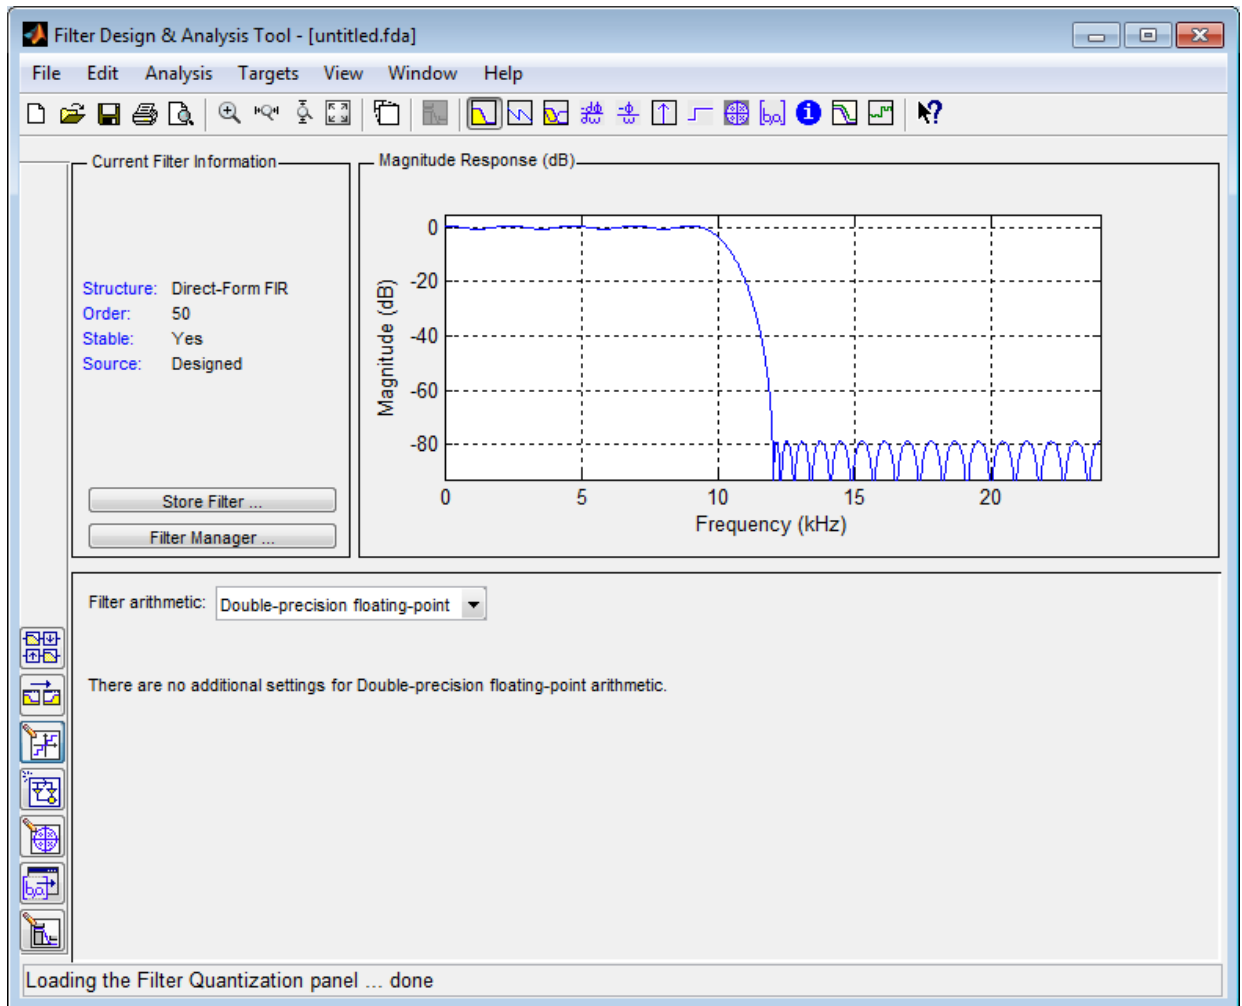 Filter Design & Analysis Tool - [untitled.fda]
File Edit Analysis Targets View Window Help
Current Filter Information
Structure: Direct-Form FIR
Order: 50
Stable: Yes
Source: Designed
Store Filter ...
Filter Manager ...
Magnitude Response (dB)
Magnitude (dB)
0
-20
-40
-60
-80
0 5 10 15 20
Frequency (kHz)
Filter arithmetic: Double-precision floating-point
There are no additional settings for Double-precision floating-point arithmetic.
[b,a]
[b,a]
Loading the Filter Quantization panel ... done